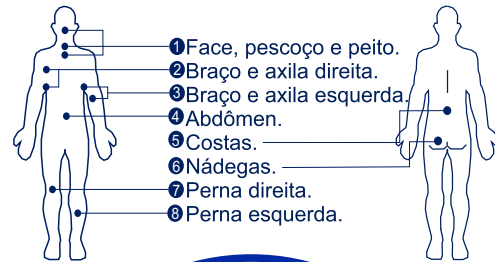 1 Face, pescoço e peito.
2 Braço e axila direita.
3 Braço e axila esquerda.
4 Abdômen.
5 Costas.
6 Nádegas.
7 Perna direita.
8 Perna esquerda.